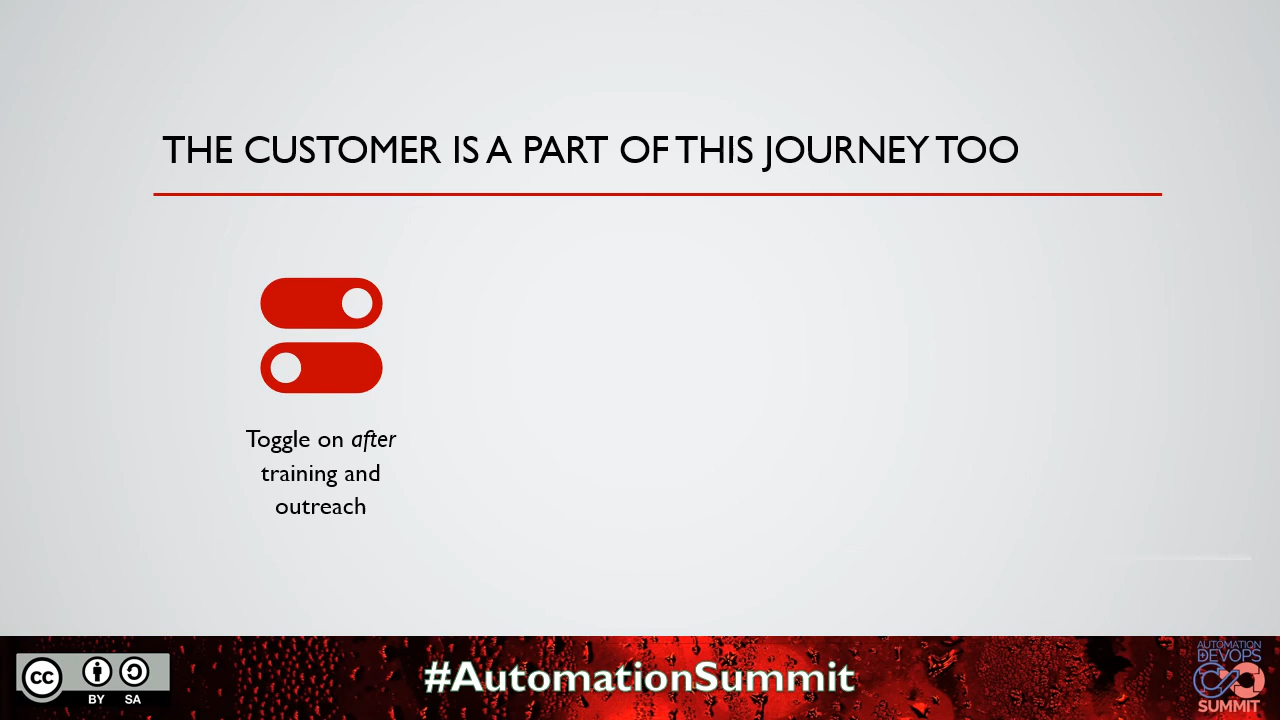 THE CUSTOMER IS A PART OF THIS JOURNEY TOO
Toggle on after
training and
outreach
cc
BY SA
#AutomationSummit
AUTOMATION
DEVOPS
SUMMIT